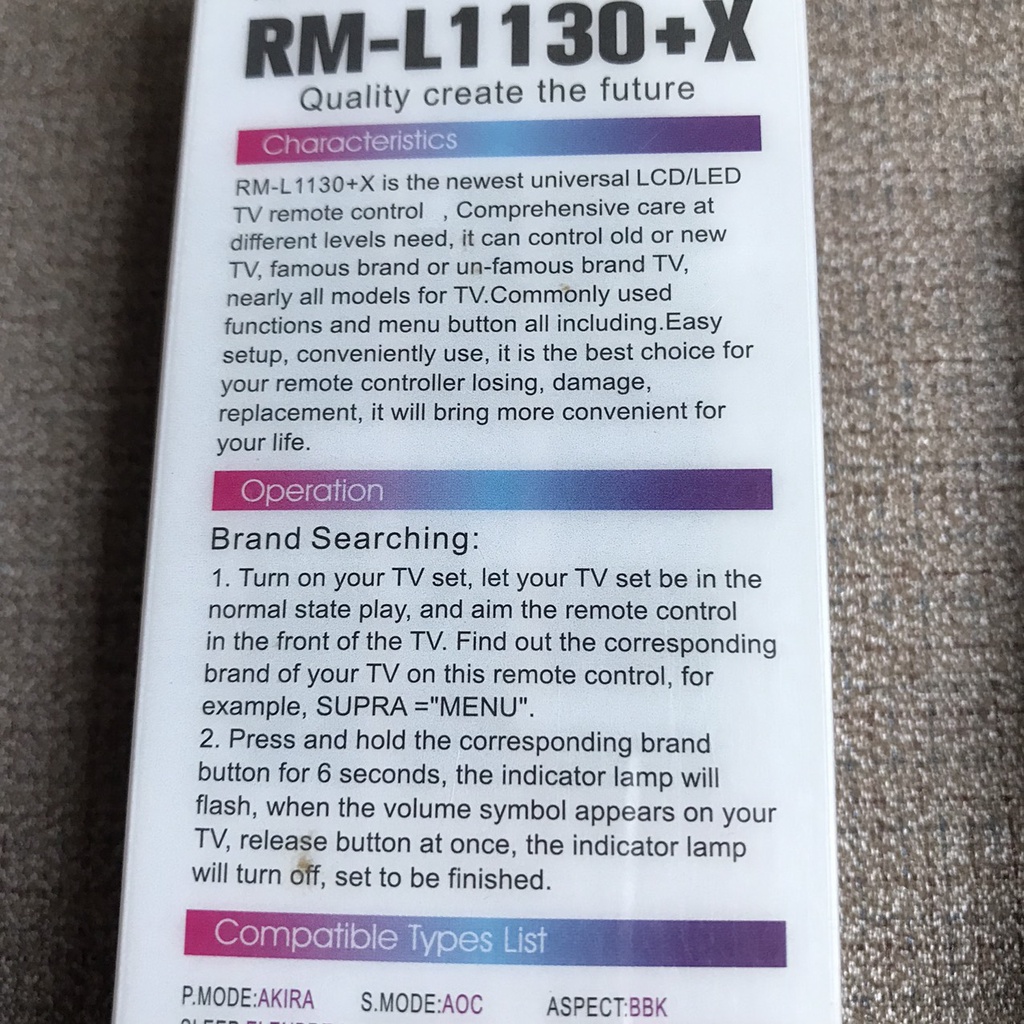 RM-L1130+X
Quality create the future
Characteristics
RM-L1130+X is the newest universal LCD/LED
TV remote control , Comprehensive care at
different levels need, it can control old or new
TV, famous brand or un-famous brand TV,
nearly all models for TV.Commonly used
functions and menu button all including.Easy
setup, conveniently use, it is the best choice for
your remote controller losing, damage,
replacement, it will bring more convenient for
your life.
Operation
Brand Searching:
1. Turn on your TV set, let your TV set be in the
normal state play, and aim the remote control
in the front of the TV. Find out the corresponding
brand of your TV on this remote control, for
example, SUPRA ="MENU".
2. Press and hold the corresponding brand
button for 6 seconds, the indicator lamp will
flash, when the volume symbol appears on your
TV, release button at once, the indicator lamp
will turn off, set to be finished.
Compatible Types List
P.MODE:AKIRA S.MODE:AOC ASPECT:BBK